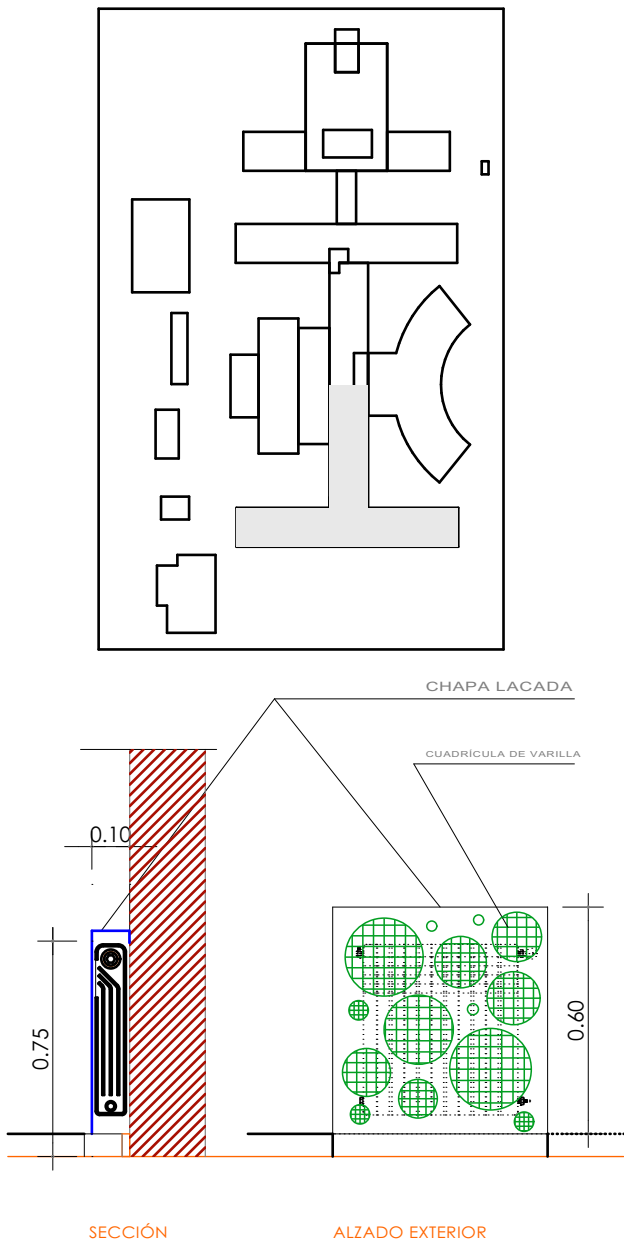 CHAPA LACADA
CUADRÍCULA DE VARILLA
0.10
0.75
0.60
SECCIÓN
ALZADO EXTERIOR